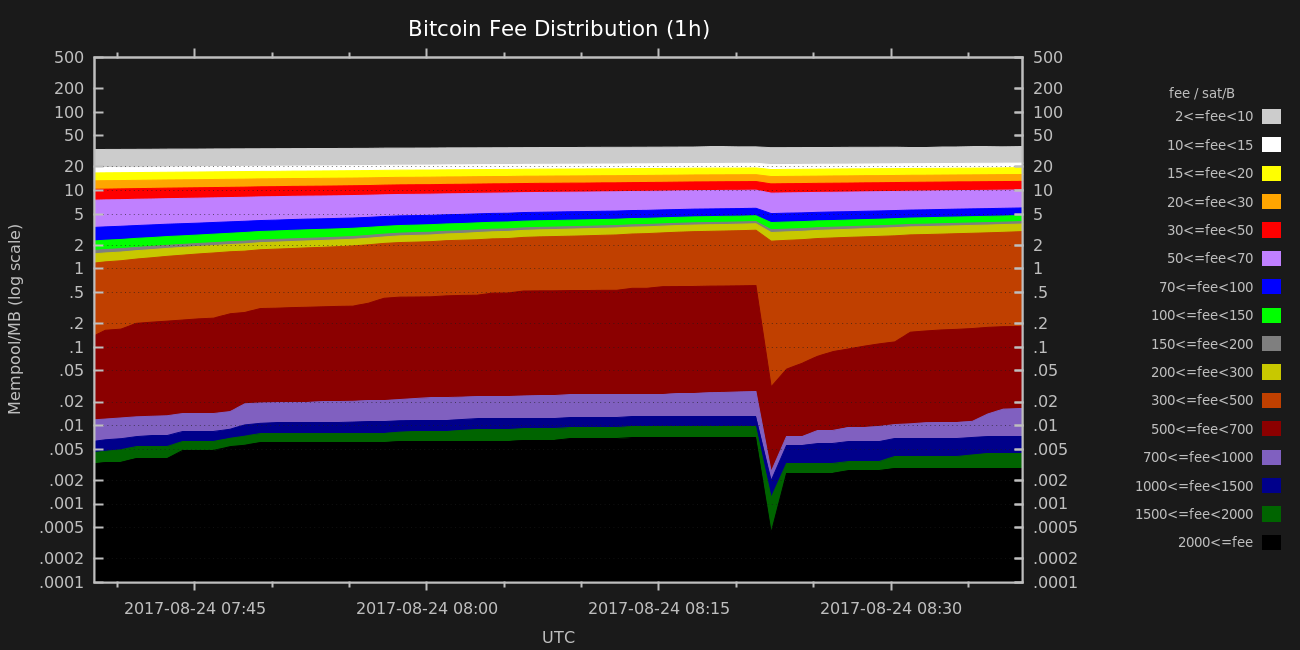 Bitcoin Fee Distribution (1h)
Mempool/MB (log scale)
500
200
100
50
20
10
5
2
1
.5
.2
.1
.05
.02
.01
.005
.002
.001
.0005
.0002
.0001
500
200
100
50
20
10
5
2
1
.5
.2
.1
.05
.02
.01
.005
.002
.001
.0005
.0002
.0001
2017-08-24 07:45 2017-08-24 08:00 2017-08-24 08:15 2017-08-24 08:30
UTC
fee / sat/B
2<=fee<10
10<=fee<15
15<=fee<20
20<=fee<30
30<=fee<50
50<=fee<70
70<=fee<100
100<=fee<150
150<=fee<200
200<=fee<300
300<=fee<500
500<=fee<700
700<=fee<1000
1000<=fee<1500
1500<=fee<2000
2000<=fee